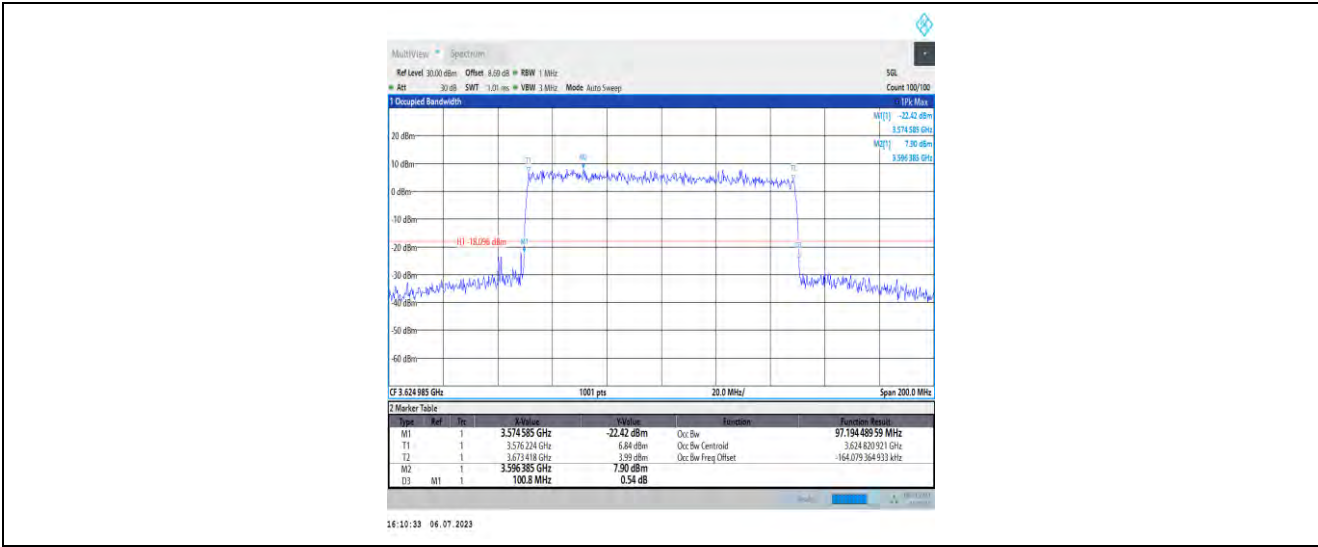 MultiView Spectrum
Ref Level 30.00 dBm Offset 8.60 dB RBW 1 MHz SGL
Att 30 dB SWT 1.01 ms VBW 3 MHz Mode Auto Sweep Count 100/100
1 Occupied Bandwidth 1Pk Max
M1[1] -22.42 dBm
3.574 585 GHz
M2[1] 7.90 dBm
3.596 385 GHz
20 dBm
10 dBm
T1 M2 T2
0 dBm
-10 dBm
H1 -18.096 dBm M1
-20 dBm
-30 dBm
-40 dBm
-50 dBm
-60 dBm
CF 3.624 985 GHz 1001 pts 20.0 MHz/ Span 200.0 MHz
2 Marker Table
Type Ref Trc X-Value Y-Value Function Function Result
M1 1 3.574 585 GHz -22.42 dBm Occ Bw 97.194 489 59 MHz
T1 1 3.576 224 GHz 6.84 dBm Occ Bw Centroid 3.624 820 921 GHz
T2 1 3.673 418 GHz 3.99 dBm Occ Bw Freq Offset -164.079 364 933 kHz
M2 1 3.596 385 GHz 7.90 dBm
D3 M1 1 100.8 MHz 0.54 dB
16:10:33 06.07.2023